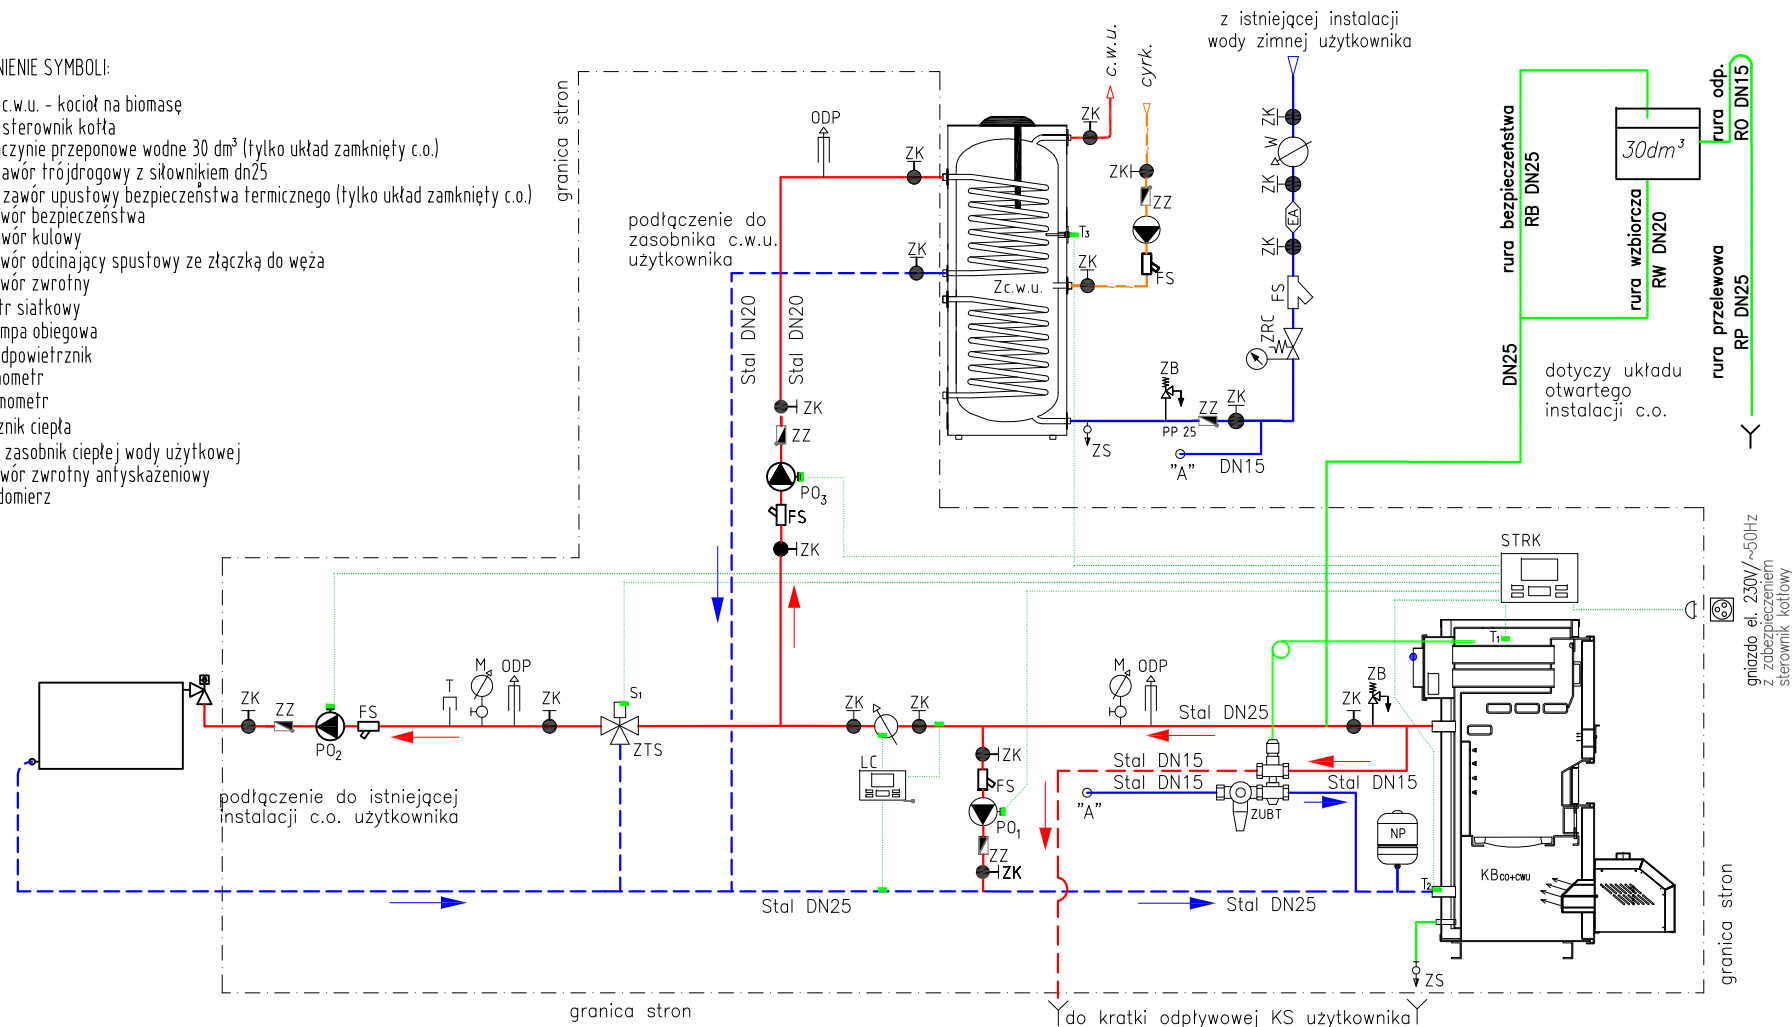 NIENIE SYMBOLI:
c.w.u. - kocioł na biomasę
sterownik kotła
czynie przeponowe wodne 30 dm³ (tylko układ zamknięty c.o.)
awór trójdrogowy z siłownikiem dn25
zawór upustowy bezpieczeństwa termicznego (tylko układ zamknięty c.o.)
wór bezpieczeństwa
wór kulowy
wór odcinający spustowy ze złączką do węża
wór zwrotny
tr siatkowy
mpa obiegowa
dpowietrznik
nometr
mometr
znik ciepła
zasobnik ciepłej wody użytkowej
wór zwrotny antyskażeniowy
domierz
granica stron
podłączenie do
zasobnika c.w.u.
użytkownika
ODP
ZK
ZK
Stal DN20
Stal DN20
ZK
ZZ
PO3
FS
ZK
c.w.u.
cyrk.
ZK
ZK
ZZ
FS
ZK
T3
Zc.w.u.
z istniejącej instalacji
wody zimnej użytkownika
ZK
W
ZK
EA
ZK
FS
ZRC
ZB
ZK
ZZ
PP 25
ZS
"A"
DN15
rura bezpieczeństwa
RB DN25
30dm³
rura wzbiorcza
RW DN20
rura odp.
RO DN15
rura przelewowa
RP DN25
DN25
dotyczy układu
otwartego
instalacji c.o.
STRK
gniazdo el. 230V/~50Hz
z zabezpieczeniem
sterownik kotłowy
ZK
ZZ
PO2
FS
T
M
ODP
ZK
S1
ZTS
ZK
ZK
LC
ZK
FS
PO1
ZZ
ZK
M
ODP
Stal DN25
ZK
ZB
T1
Stal DN15
Stal DN15
Stal DN15
"A"
ZUBT
NP
T2
KBCO+CWU
podłączenie do istniejącej
instalacji c.o. użytkownika
Stal DN25
Stal DN25
ZS
granica stron
granica stron
do kratki odpływowej KS użytkownika